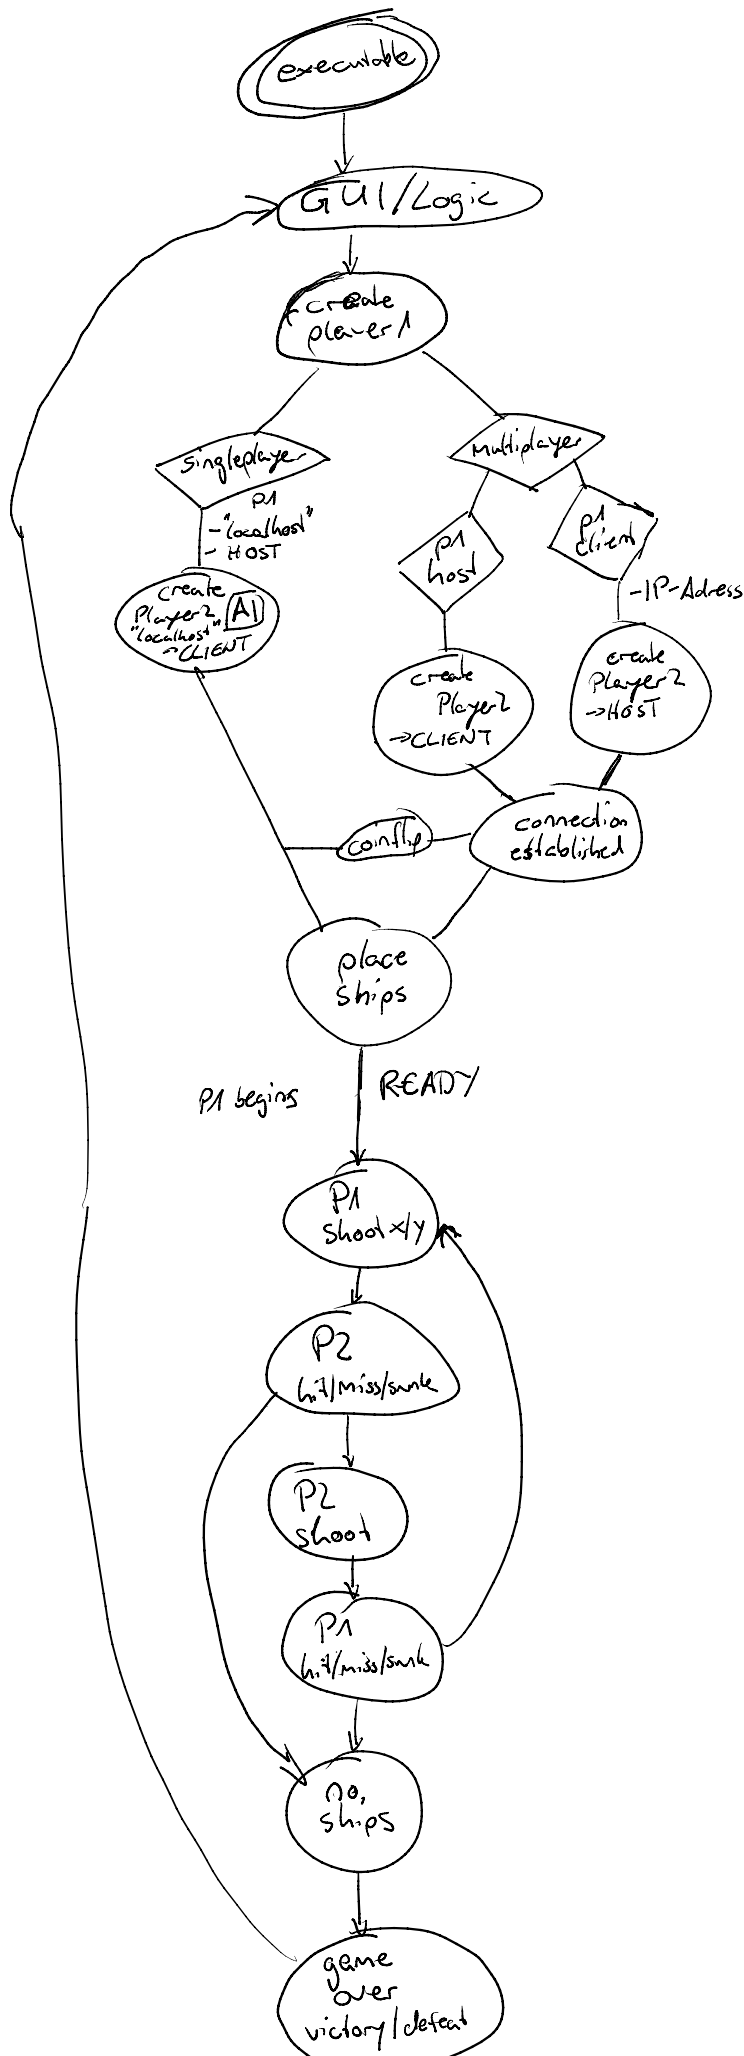 executable
GUI/Logic
create
player1
singleplayer
Multiplayer
P1
-"localhost"
- HOST
p1
host
p1
client
-IP-Adress
create
Player2 AI
"localhost"
→CLIENT
create
Player2
→CLIENT
create
Player2
→HOST
coinflip
connection
established
place
ships
P1 begins
READY
P1
shoot x/y
P2
hit/miss/sunk
P2
shoot
P1
hit/miss/sunk
no,
ships
game
over
victory/defeat